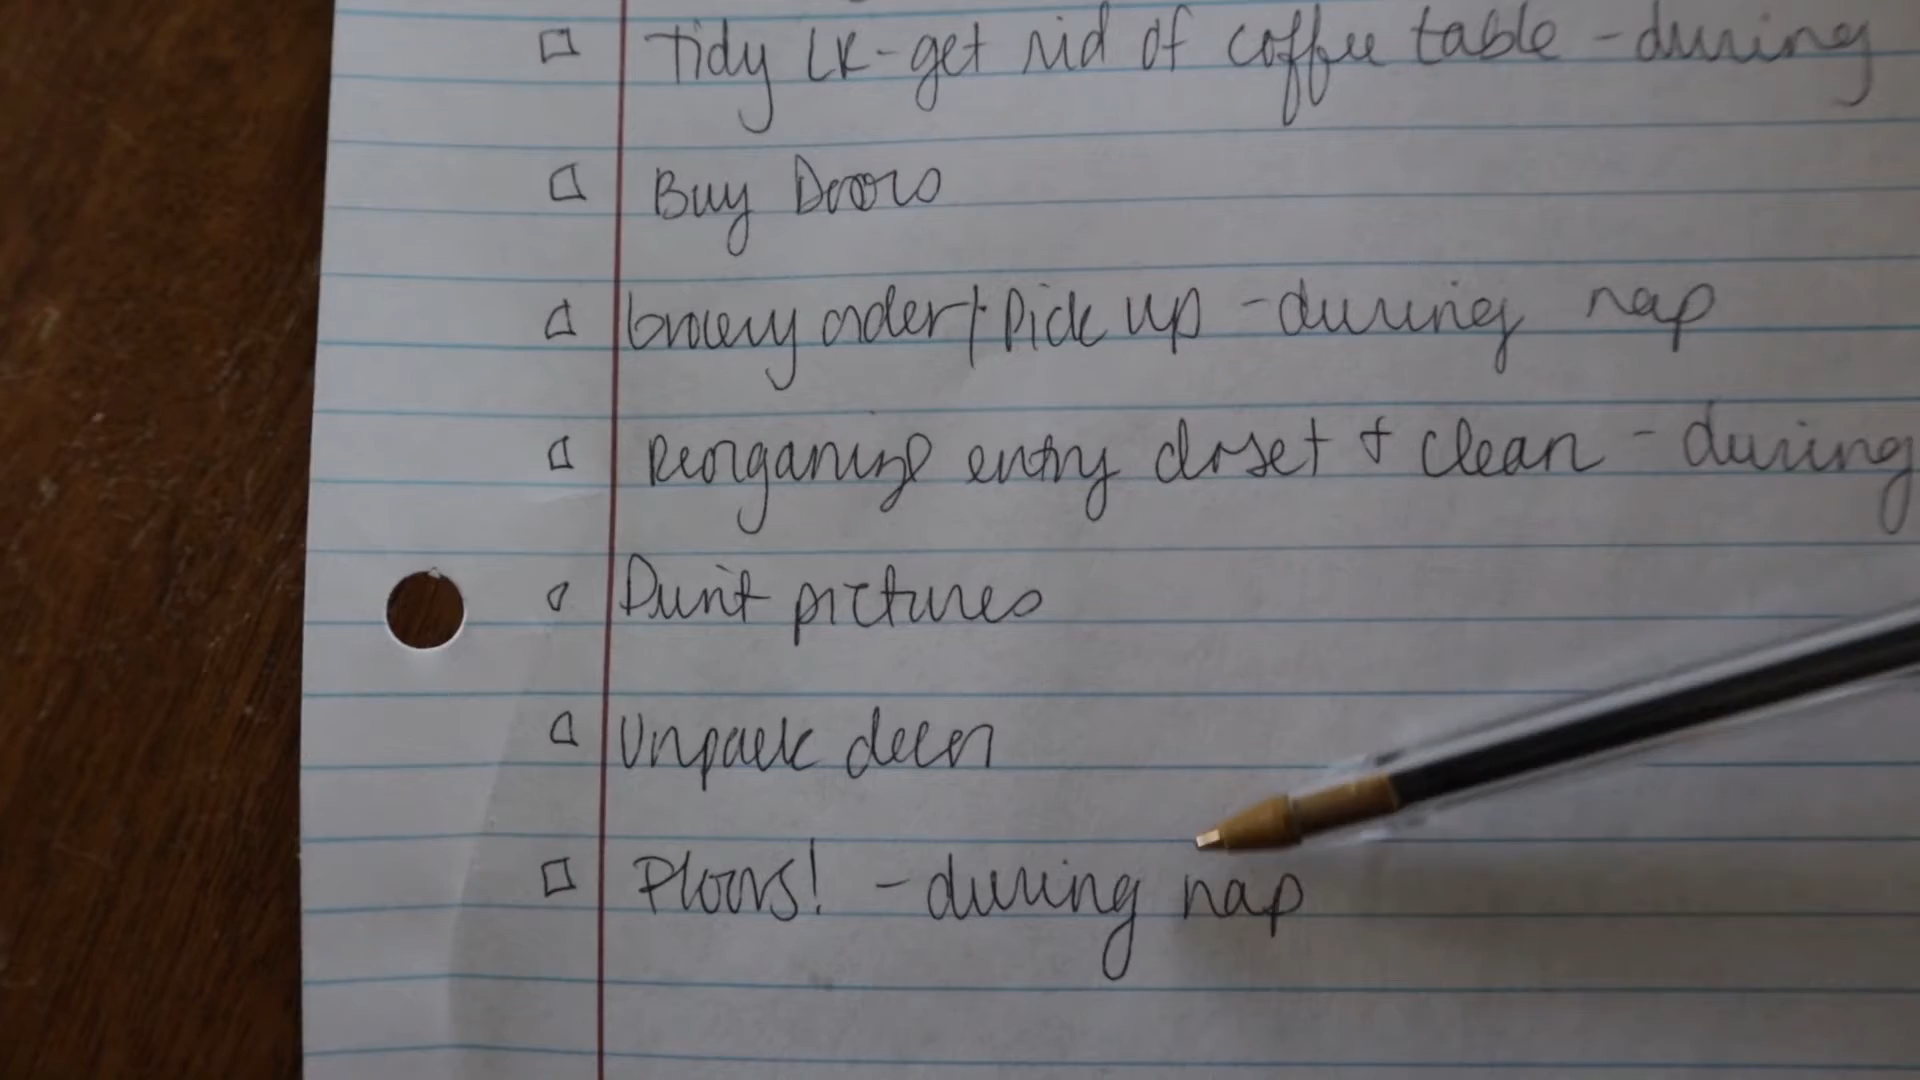 Tidy LR - get rid of coffee table - during
Buy Doors
Grocery order + Pick up - during nap
Reorganize entry closet + clean - during
Print pictures
Unpack decor
Floors! - during nap